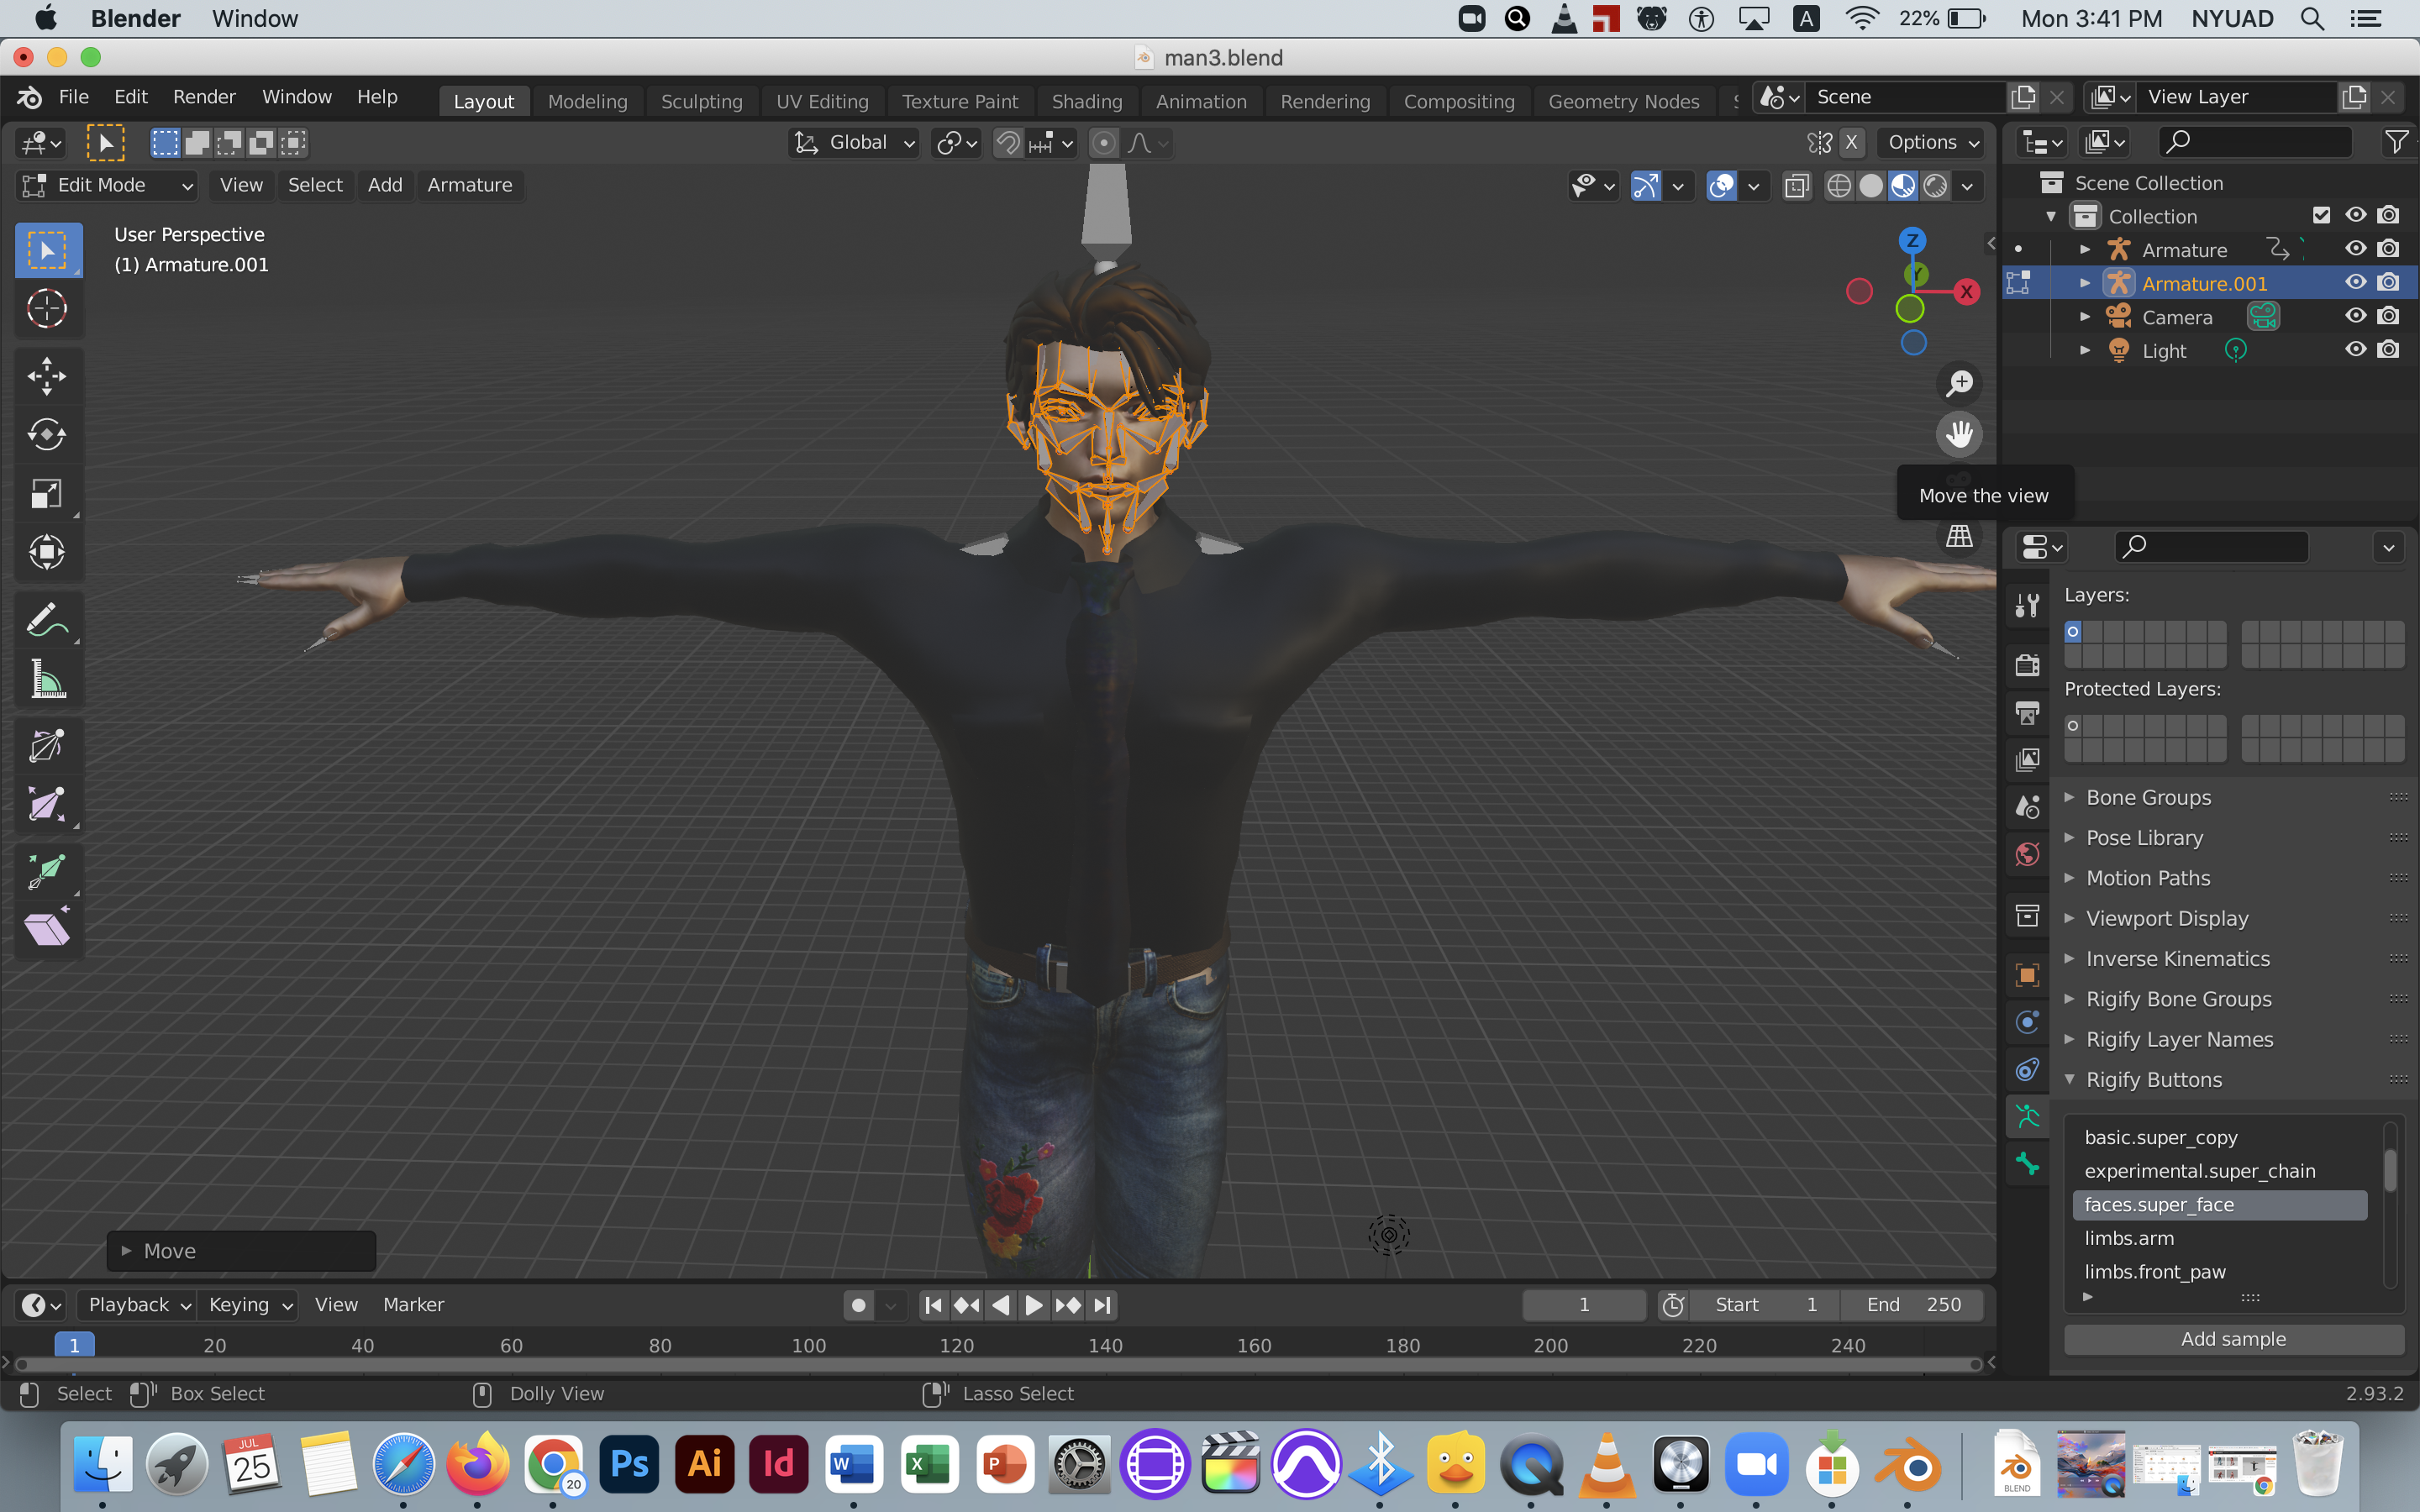 Blender Window 22% Mon 3:41 PM NYUAD
man3.blend
File Edit Render Window Help Layout Modeling Sculpting UV Editing Texture Paint Shading Animation Rendering Compositing Geometry Nodes Scene View Layer
Global X Options
Edit Mode View Select Add Armature
Scene Collection
Collection
Armature
Armature.001
Camera
Light
User Perspective
(1) Armature.001
Z
Y
X
Move the view
Layers:
Protected Layers:
Bone Groups
Pose Library
Motion Paths
Viewport Display
Inverse Kinematics
Rigify Bone Groups
Rigify Layer Names
Rigify Buttons
basic.super_copy
experimental.super_chain
faces.super_face
limbs.arm
limbs.front_paw
Add sample
Move
Playback Keying View Marker 1 Start 1 End 250
1 20 40 60 80 100 120 140 160 180 200 220 240
Select Box Select Dolly View Lasso Select 2.93.2
JUL
25
20
Ps
Ai
Id
W
X
P
BLEND